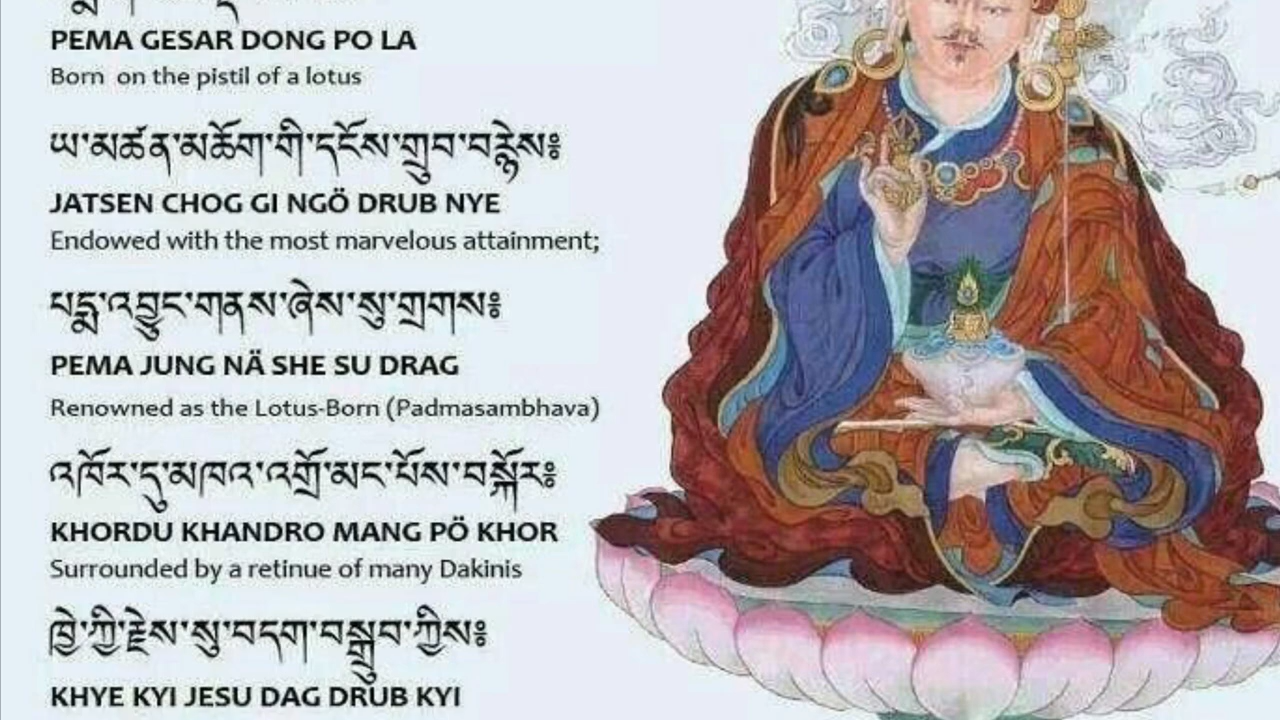 PEMA GESAR DONG PO LA
Born on the pistil of a lotus
ཡ་མཚན་མཆོག་གི་དངོས་གྲུབ་བརྙེས༔
JATSEN CHOG GI NGÖ DRUB NYE
Endowed with the most marvelous attainment;
པདྨ་འབྱུང་གནས་ཞེས་སུ་གྲགས༔
PEMA JUNG NÄ SHE SU DRAG
Renowned as the Lotus-Born (Padmasambhava)
འཁོར་དུ་མཁའ་འགྲོ་མང་པོས་བསྐོར༔
KHORDU KHANDRO MANG PÖ KHOR
Surrounded by a retinue of many Dakinis
ཁྱེ་ཀྱི་རྗེས་སུ་བདག་བསྒྲུབ་ཀྱིས༔
KHYE KYI JESU DAG DRUB KYI